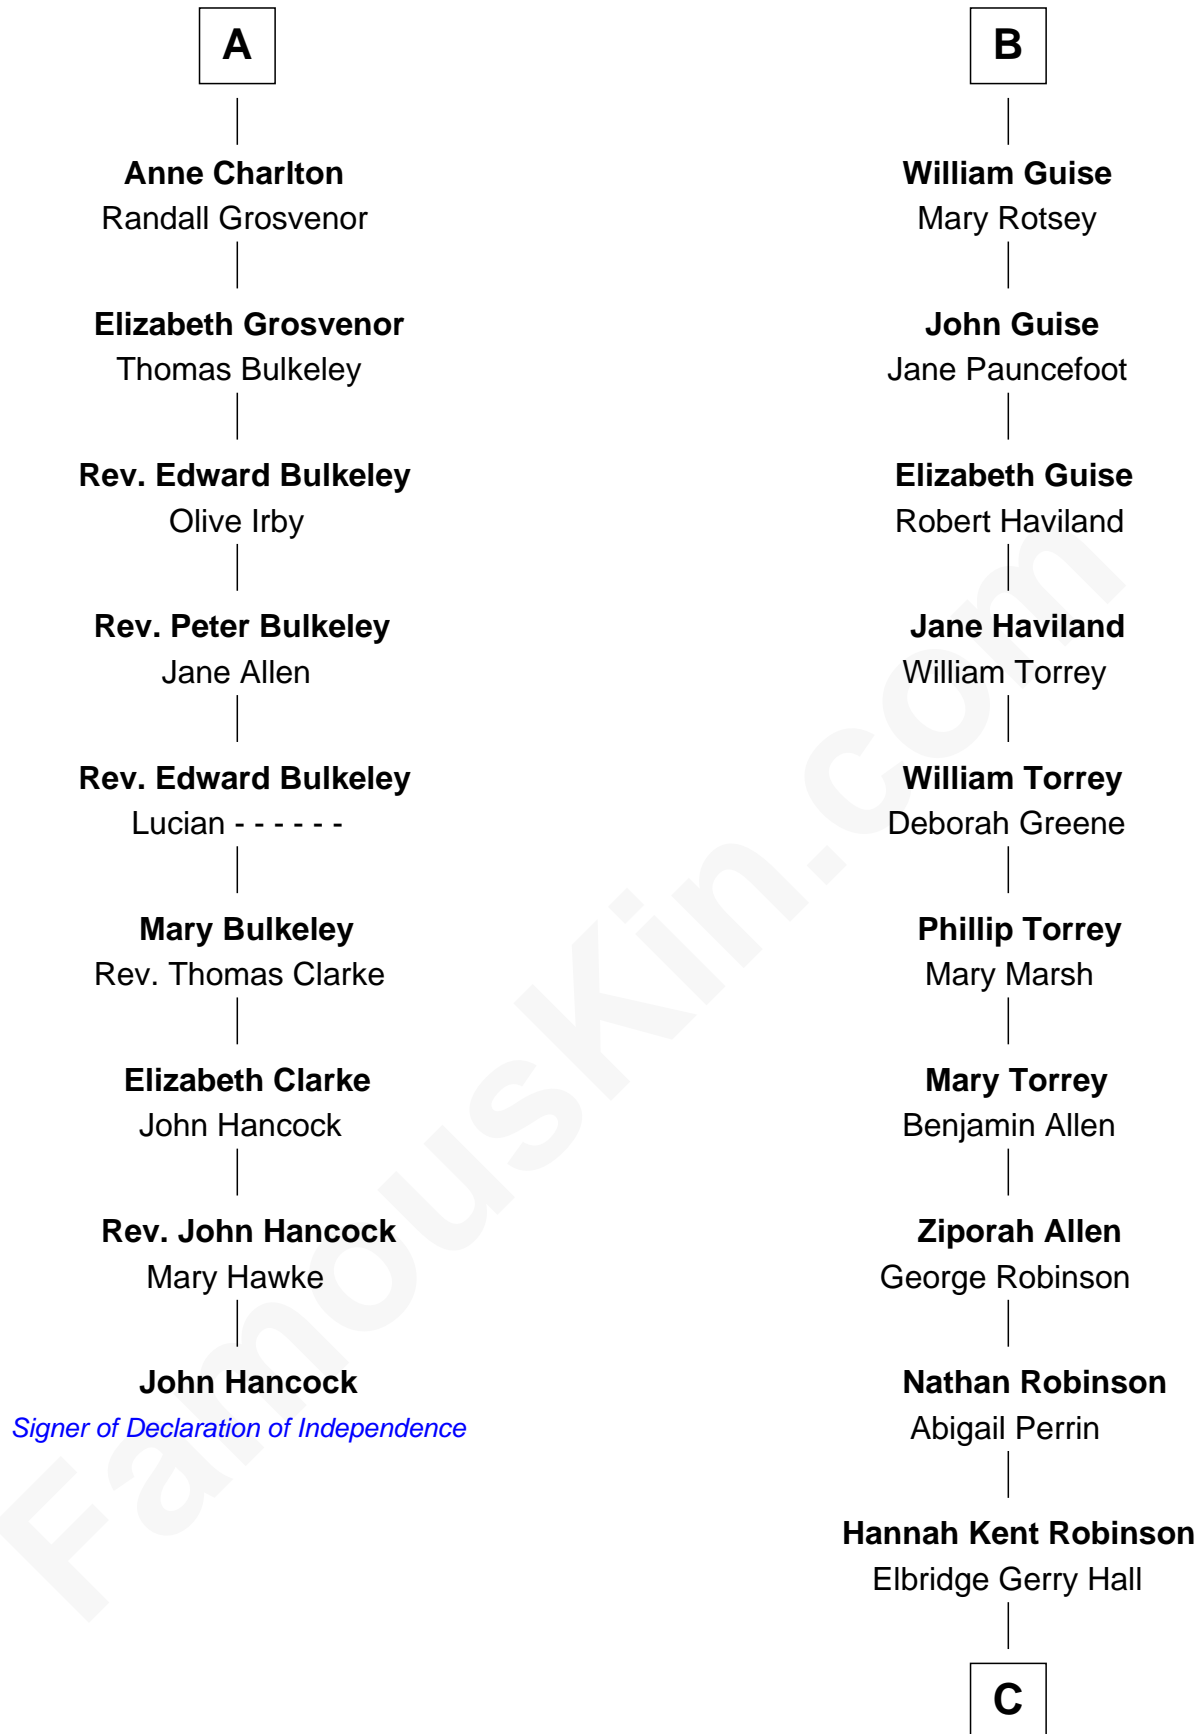 A
Anne Charlton
Randall Grosvenor
Elizabeth Grosvenor
Thomas Bulkeley
Rev. Edward Bulkeley
Olive Irby
Rev. Peter Bulkeley
Jane Allen
Rev. Edward Bulkeley
Lucian - - - - - -
Mary Bulkeley
Rev. Thomas Clarke
Elizabeth Clarke
John Hancock
Rev. John Hancock
Mary Hawke
John Hancock
Signer of Declaration of Independence
B
William Guise
Mary Rotsey
John Guise
Jane Pauncefoot
Elizabeth Guise
Robert Haviland
Jane Haviland
William Torrey
William Torrey
Deborah Greene
Phillip Torrey
Mary Marsh
Mary Torrey
Benjamin Allen
Ziporah Allen
George Robinson
Nathan Robinson
Abigail Perrin
Hannah Kent Robinson
Elbridge Gerry Hall
C
FamousKin.com